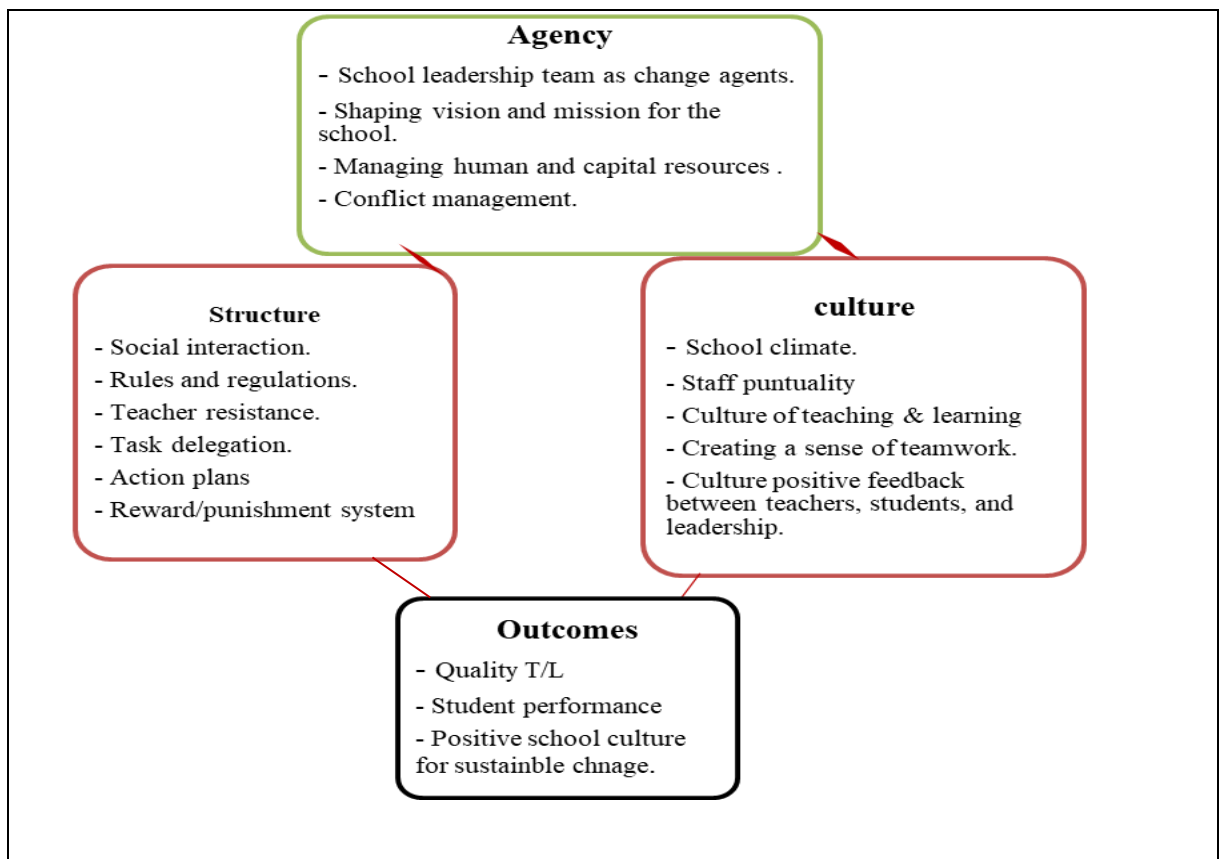 Agency
- School leadership team as change agents.
- Shaping vision and mission for the
school.
- Managing human and capital resources .
- Conflict management.
Structure
- Social interaction.
- Rules and regulations.
- Teacher resistance.
- Task delegation.
- Action plans
- Reward/punishment system
culture
- School climate.
- Staff puntuality
- Culture of teaching & learning
- Creating a sense of teamwork.
- Culture positive feedback
between teachers, students, and
leadership.
Outcomes
- Quality T/L
- Student performance
- Positive school culture
for sustainble chnage.